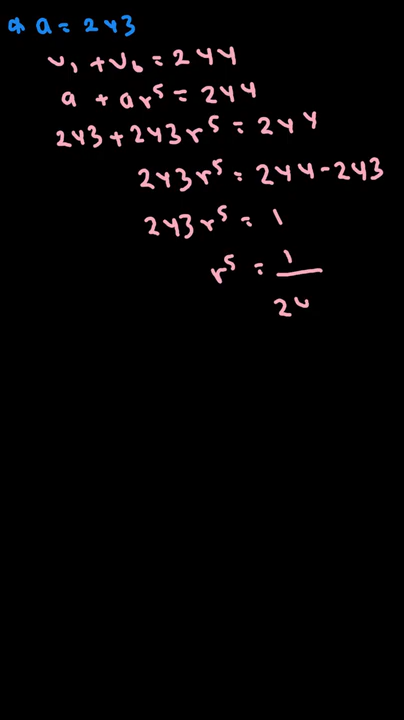 * a = 243
U₁ + U₆ = 244
a + ar⁵ = 244
243 + 243r⁵ = 244
243r⁵ = 244 - 243
243r⁵ = 1
r⁵ = 1/24